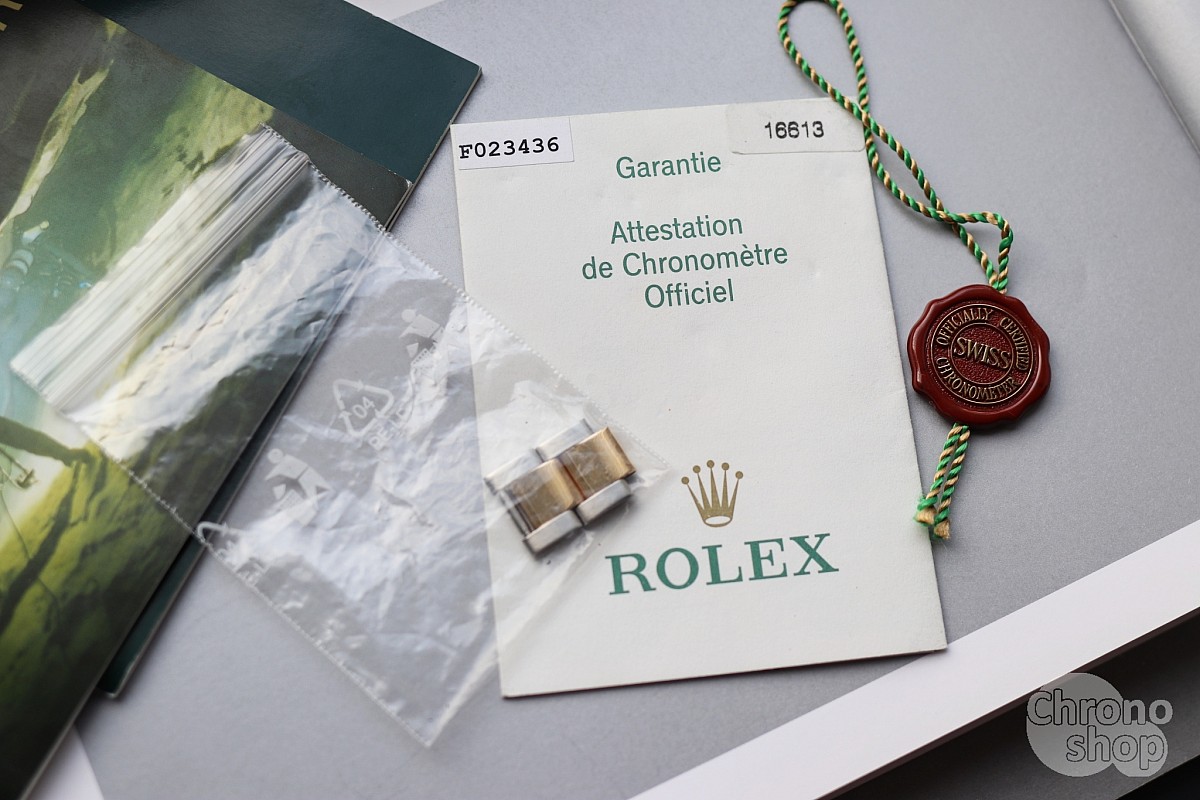 F023436
16613
Garantie
Attestation
de Chronomètre
Officiel
ROLEX
OFFICIALLY CERTIFIED
SWISS
CHRONOMETER
04
Chrono
shop